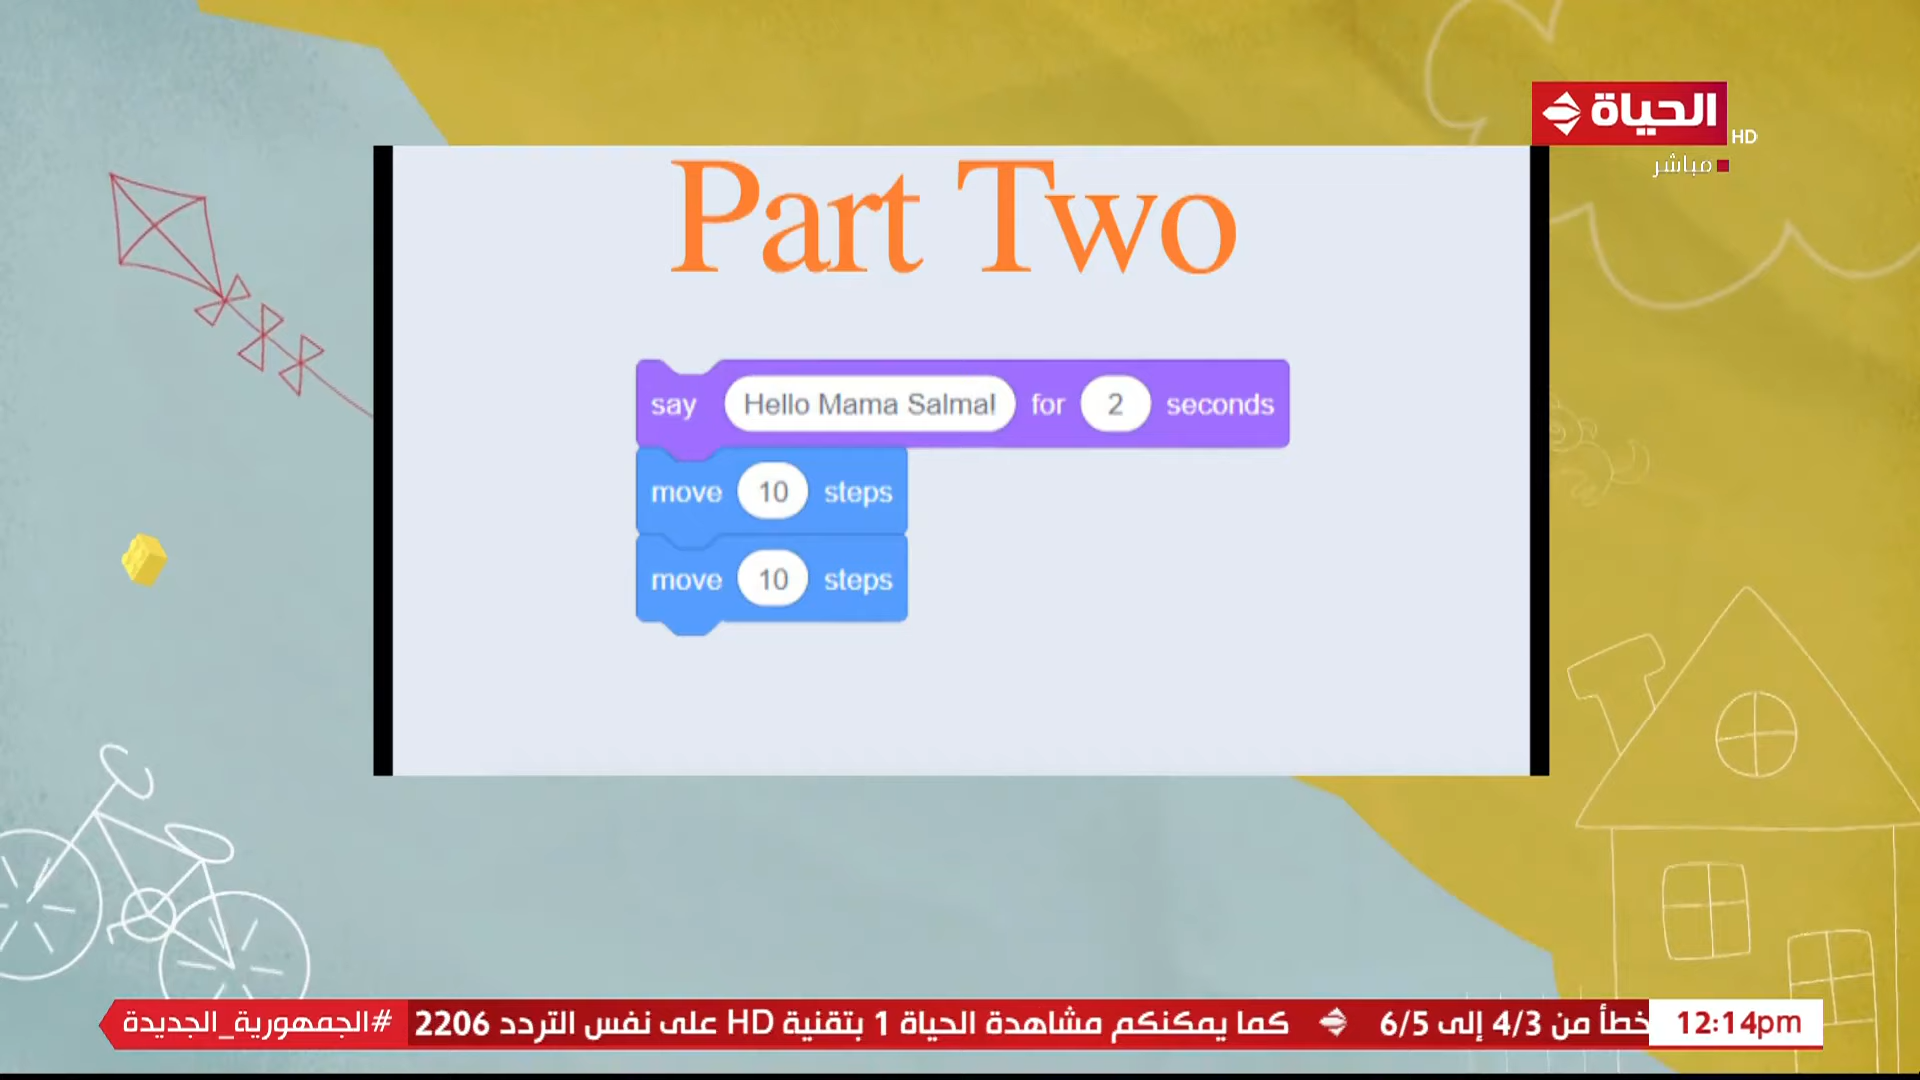 الحياة
HD
مباشر
Part Two
say Hello Mama Salma! for 2 seconds
move 10 steps
move 10 steps
12:14pm
خطأ من 4/3 إلى 6/5 كما يمكنكم مشاهدة الحياة 1 بتقنية HD على نفس التردد 2206
#الجمهورية_الجديدة